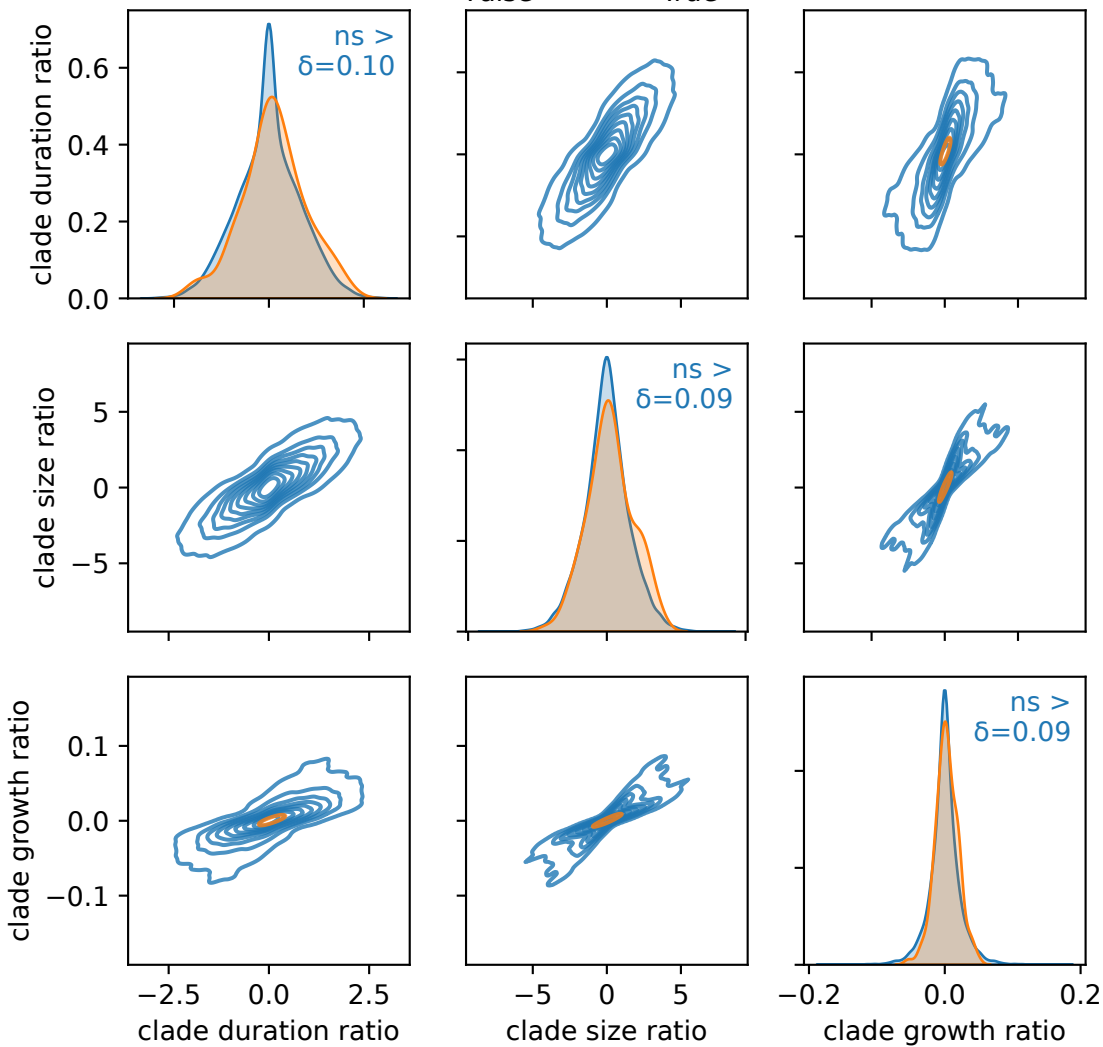 clade duration ratio
0.6
0.4
0.2
0.0
ns >
δ=0.10
clade size ratio
5
0
−5
ns >
δ=0.09
clade growth ratio
0.1
0.0
−0.1
ns >
δ=0.09
−2.5 0.0 2.5
−5 0 5
−0.2 0.0 0.2
clade duration ratio
clade size ratio
clade growth ratio